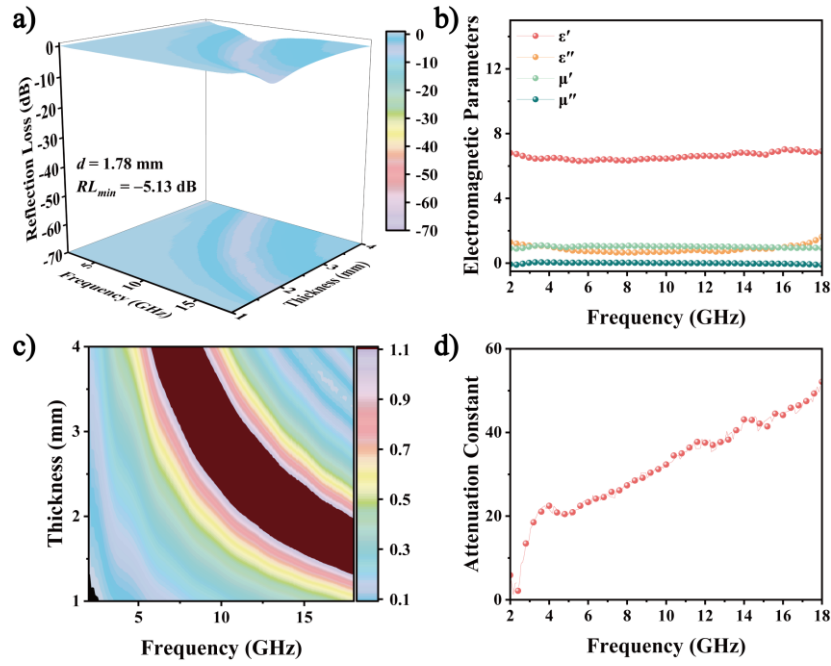 a)
Reflection Loss (dB)
0
-10
-20
-30
-40
-50
-60
-70
d = 1.78 mm
RLmin = −5.13 dB
5
10
15
Frequency (GHz)
1
2
3
4
Thickness (mm)
0
-10
-20
-30
-40
-50
-60
-70
b)
Electromagnetic Parameters
12
6
0
ε′
ε″
μ′
μ″
2 4 6 8 10 12 14 16 18
Frequency (GHz)
c)
Thickness (mm)
4
3
2
1
5 10 15
Frequency (GHz)
1.1
0.9
0.7
0.5
0.3
0.1
d)
Attenuation Constant
60
40
20
0
2 4 6 8 10 12 14 16 18
Frequency (GHz)